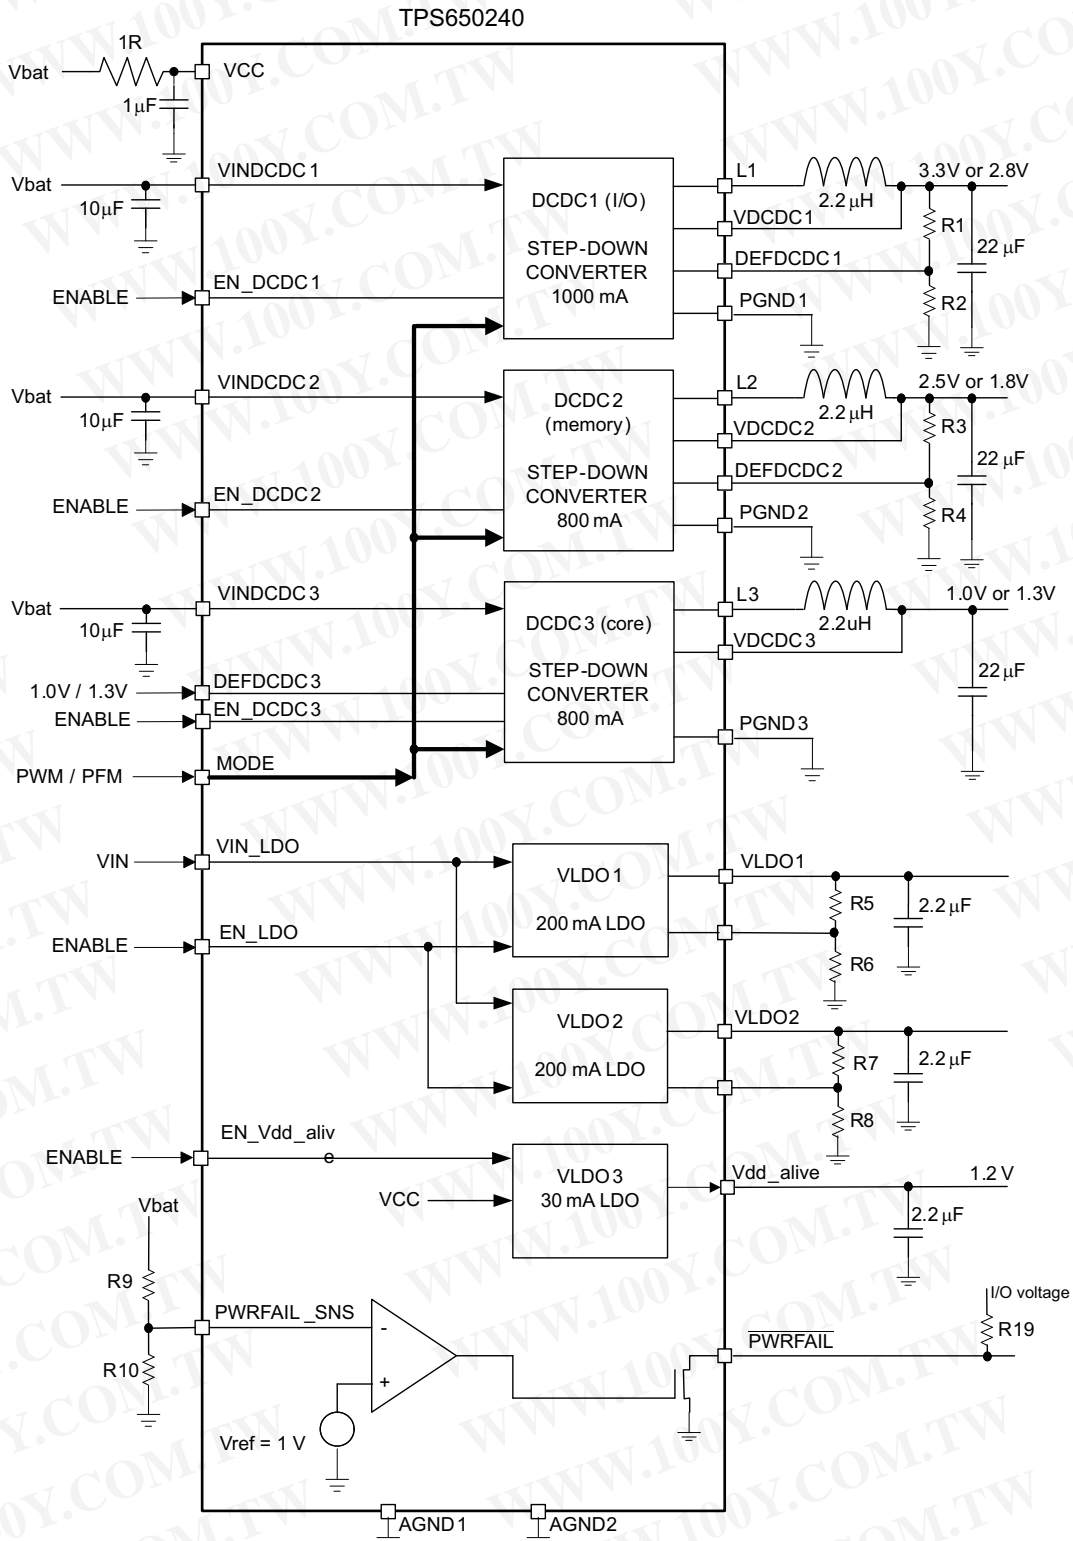 TPS650240
1R
Vbat
VCC
1µF
Vbat
VINDCDC1
10µF
ENABLE
EN_DCDC1
DCDC1 (I/O)
STEP-DOWN
CONVERTER
1000 mA
L1
2.2µH
3.3V or 2.8V
VDCDC1
R1
22 µF
DEFDCDC1
R2
PGND1
Vbat
VINDCDC2
10µF
ENABLE
EN_DCDC2
DCDC2
(memory)
STEP-DOWN
CONVERTER
800 mA
L2
2.2µH
2.5V or 1.8V
VDCDC2
R3
22 µF
DEFDCDC2
R4
PGND2
Vbat
VINDCDC3
10µF
1.0V / 1.3V
DEFDCDC3
ENABLE
EN_DCDC3
PWM / PFM
MODE
DCDC3 (core)
STEP-DOWN
CONVERTER
800 mA
L3
2.2uH
1.0V or 1.3V
VDCDC3
22µF
PGND3
VIN
VIN_LDO
ENABLE
EN_LDO
VLDO1
200 mA LDO
VLDO1
R5
2.2µF
R6
VLDO2
200 mA LDO
VLDO2
R7
2.2µF
R8
ENABLE
EN_Vdd_aliv
e
VCC
VLDO3
30 mA LDO
Vdd_alive
1.2 V
2.2µF
Vbat
R9
PWRFAIL_SNS
R10
-
+
Vref = 1 V
PWRFAIL
I/O voltage
R19
AGND1
AGND2
WWW.100Y.COM.TW